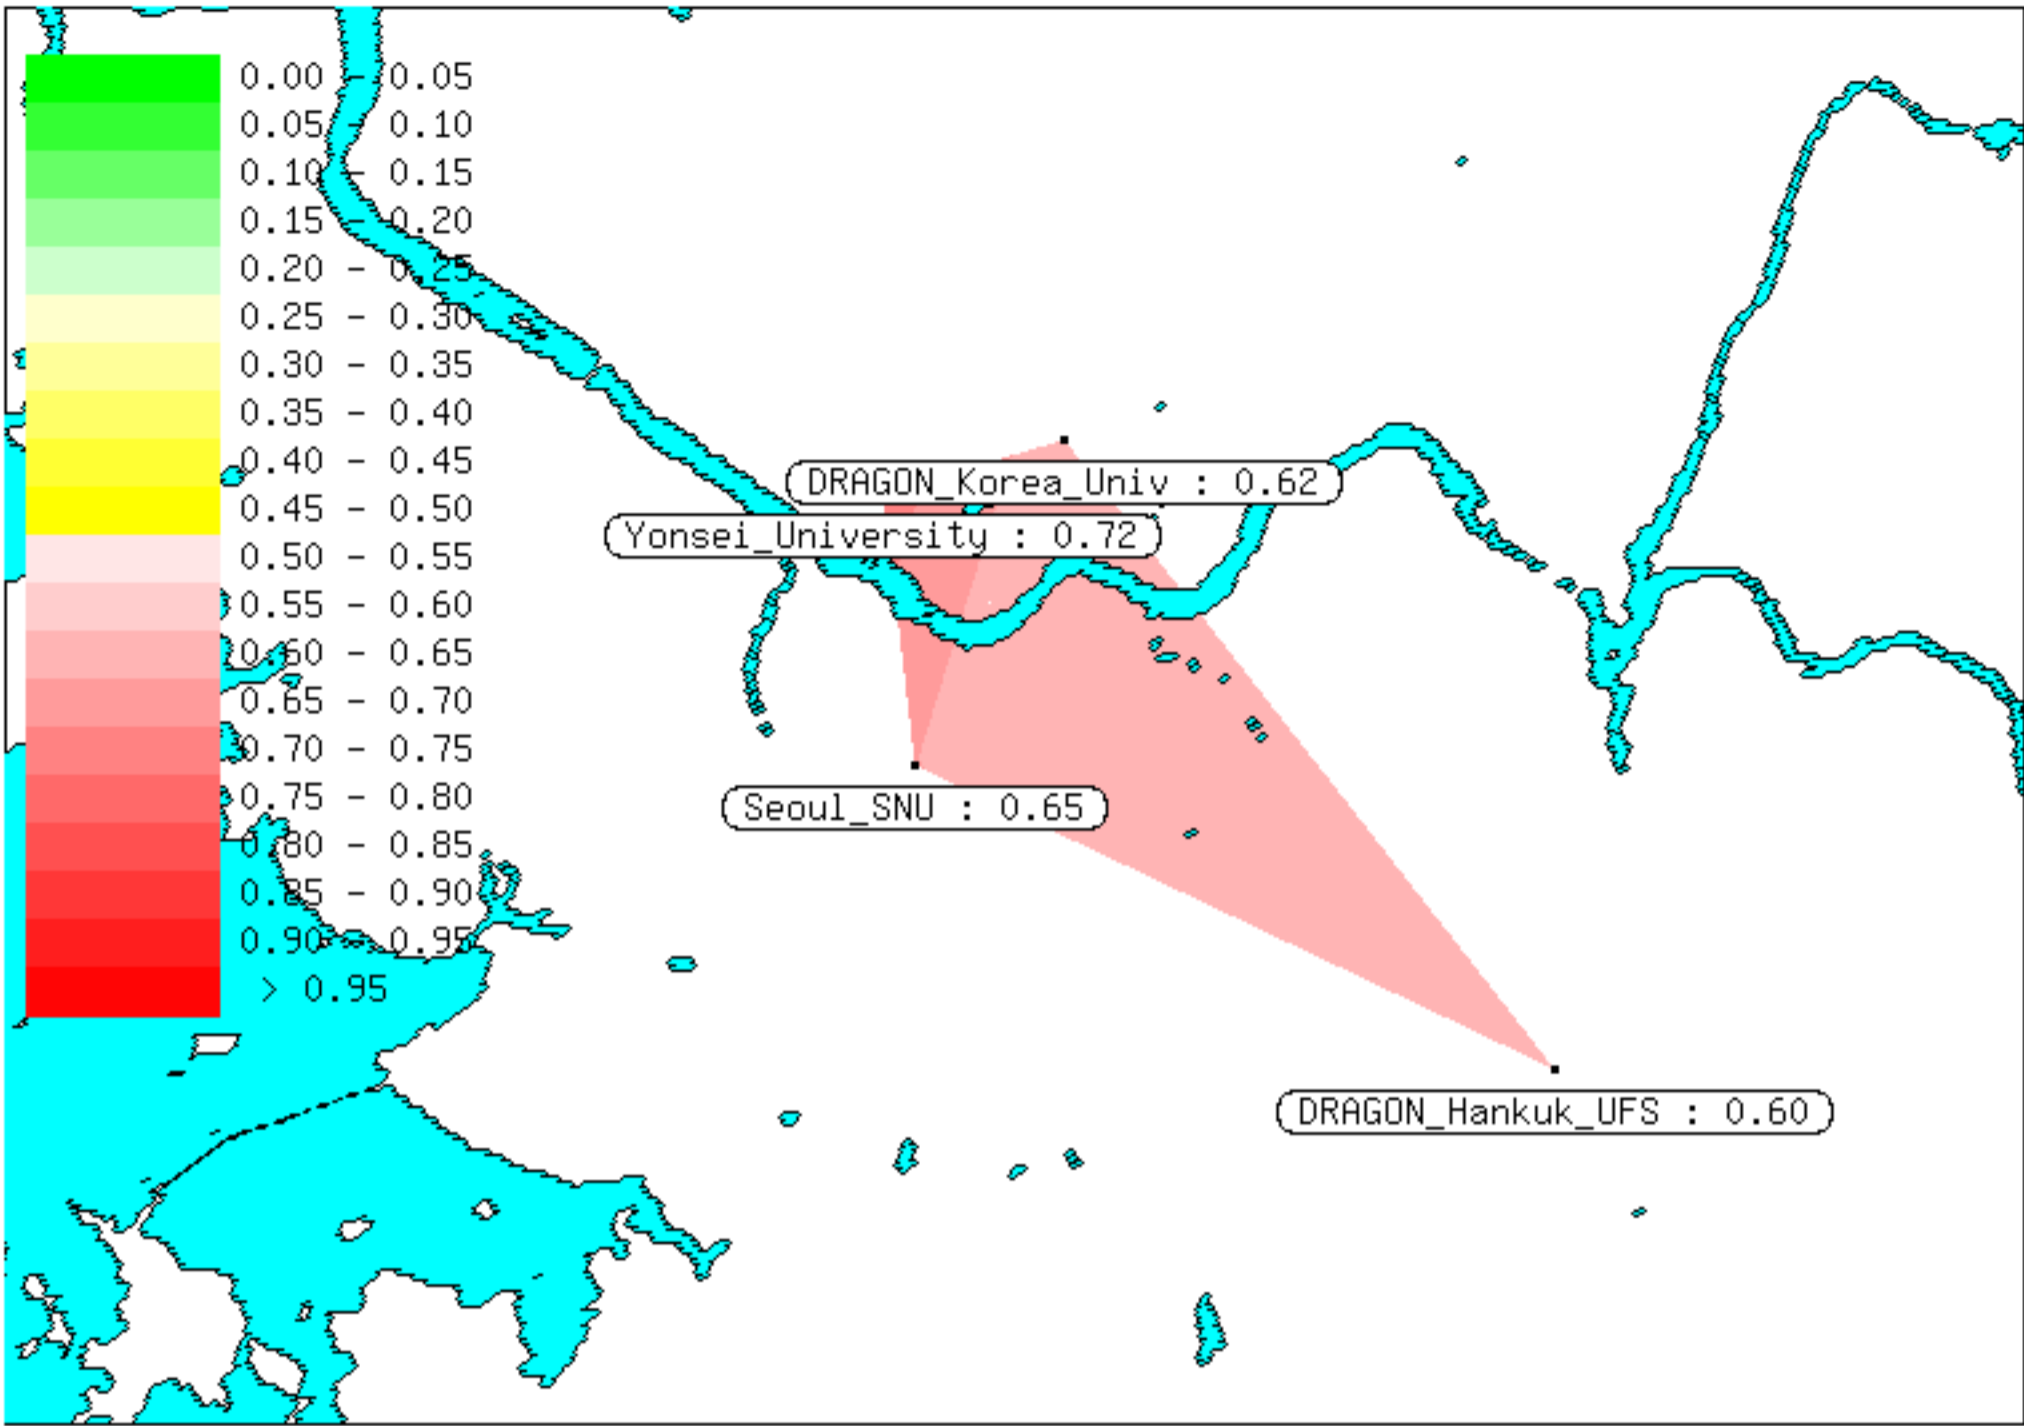 0.00 - 0.05
0.05 - 0.10
0.10 - 0.15
0.15 - 0.20
0.20 - 0.25
0.25 - 0.30
0.30 - 0.35
0.35 - 0.40
0.40 - 0.45
0.45 - 0.50
0.50 - 0.55
0.55 - 0.60
0.60 - 0.65
0.65 - 0.70
0.70 - 0.75
0.75 - 0.80
0.80 - 0.85
0.85 - 0.90
0.90 - 0.95
> 0.95
DRAGON_Korea_Univ : 0.62
Yonsei_University : 0.72
Seoul_SNU : 0.65
DRAGON_Hankuk_UFS : 0.60